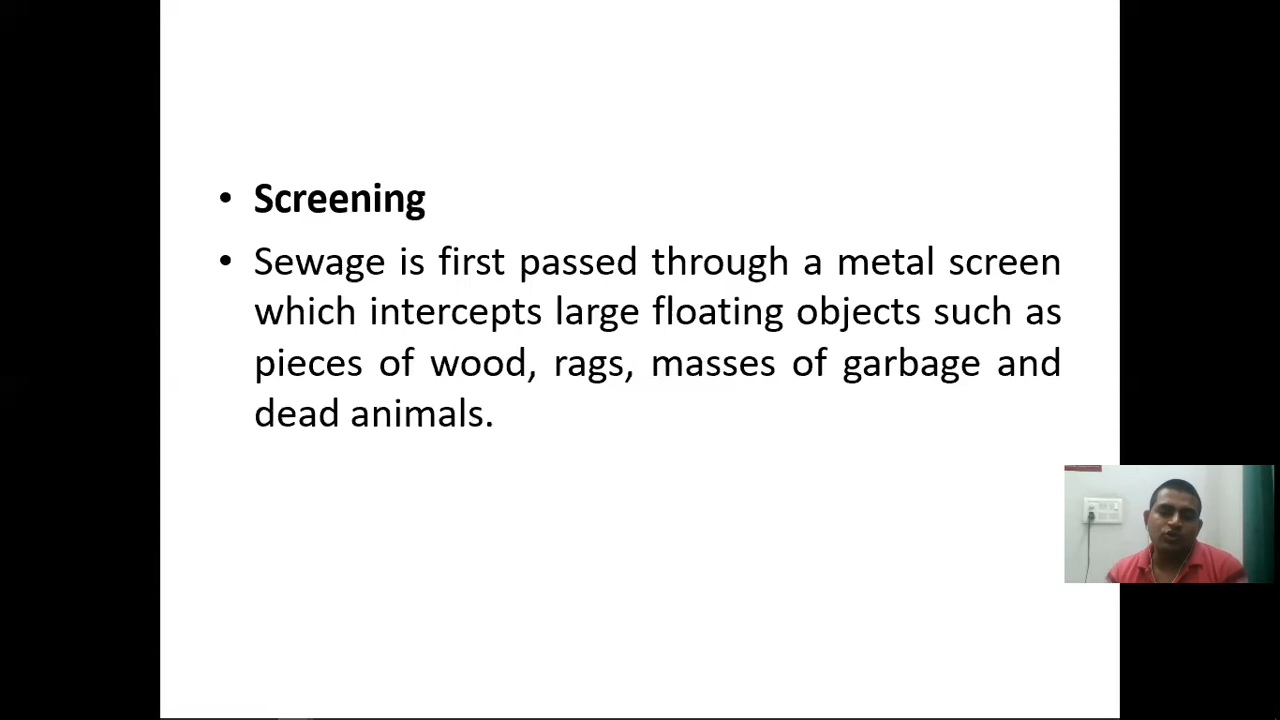 • Screening
• Sewage is first passed through a metal screen
which intercepts large floating objects such as
pieces of wood, rags, masses of garbage and
dead animals.